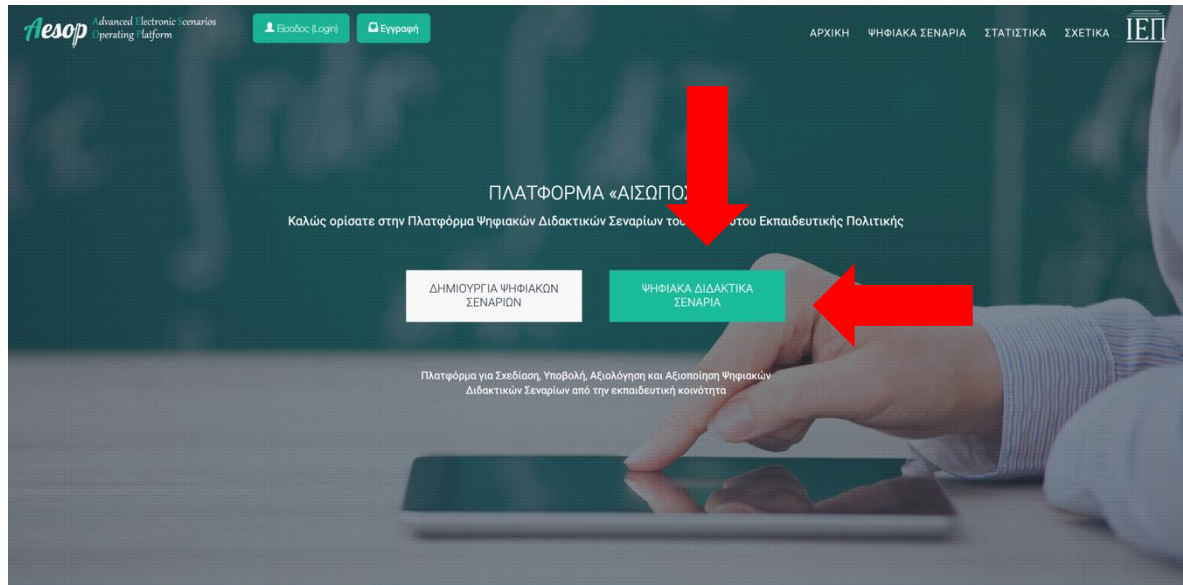 Aesop Advanced Electronic Scenarios
Operating Platform
Είσοδος (Login)
Εγγραφή
ΑΡΧΙΚΗ ΨΗΦΙΑΚΑ ΣΕΝΑΡΙΑ ΣΤΑΤΙΣΤΙΚΑ ΣΧΕΤΙΚΑ ΙΕΠ
ΠΛΑΤΦΟΡΜΑ «ΑΙΣΩΠΟΣ
Καλώς ορίσατε στην Πλατφόρμα Ψηφιακών Διδακτικών Σεναρίων του Εκπαιδευτικής Πολιτικής
ΔΗΜΙΟΥΡΓΙΑ ΨΗΦΙΑΚΩΝ
ΣΕΝΑΡΙΩΝ
ΨΗΦΙΑΚΑ ΔΙΔΑΚΤΙΚΑ
ΣΕΝΑΡΙΑ
Πλατφόρμα για Σχεδίαση, Υποβολή, Αξιολόγηση και Αξιοποίηση Ψηφιακών
Διδακτικών Σεναρίων από την εκπαιδευτική κοινότητα